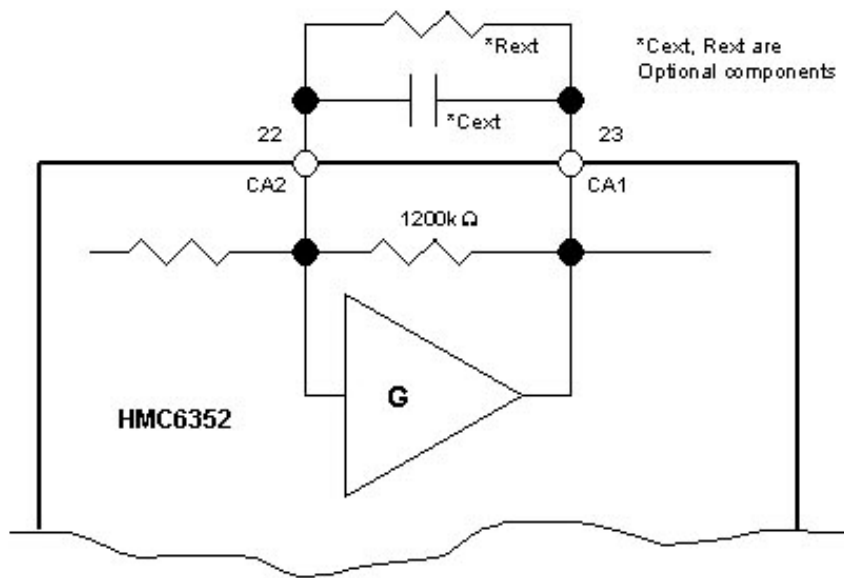 *Rext
*Cext, Rext are
Optional components
*Cext
22
23
CA2
CA1
1200k Ω
G
HMC6352